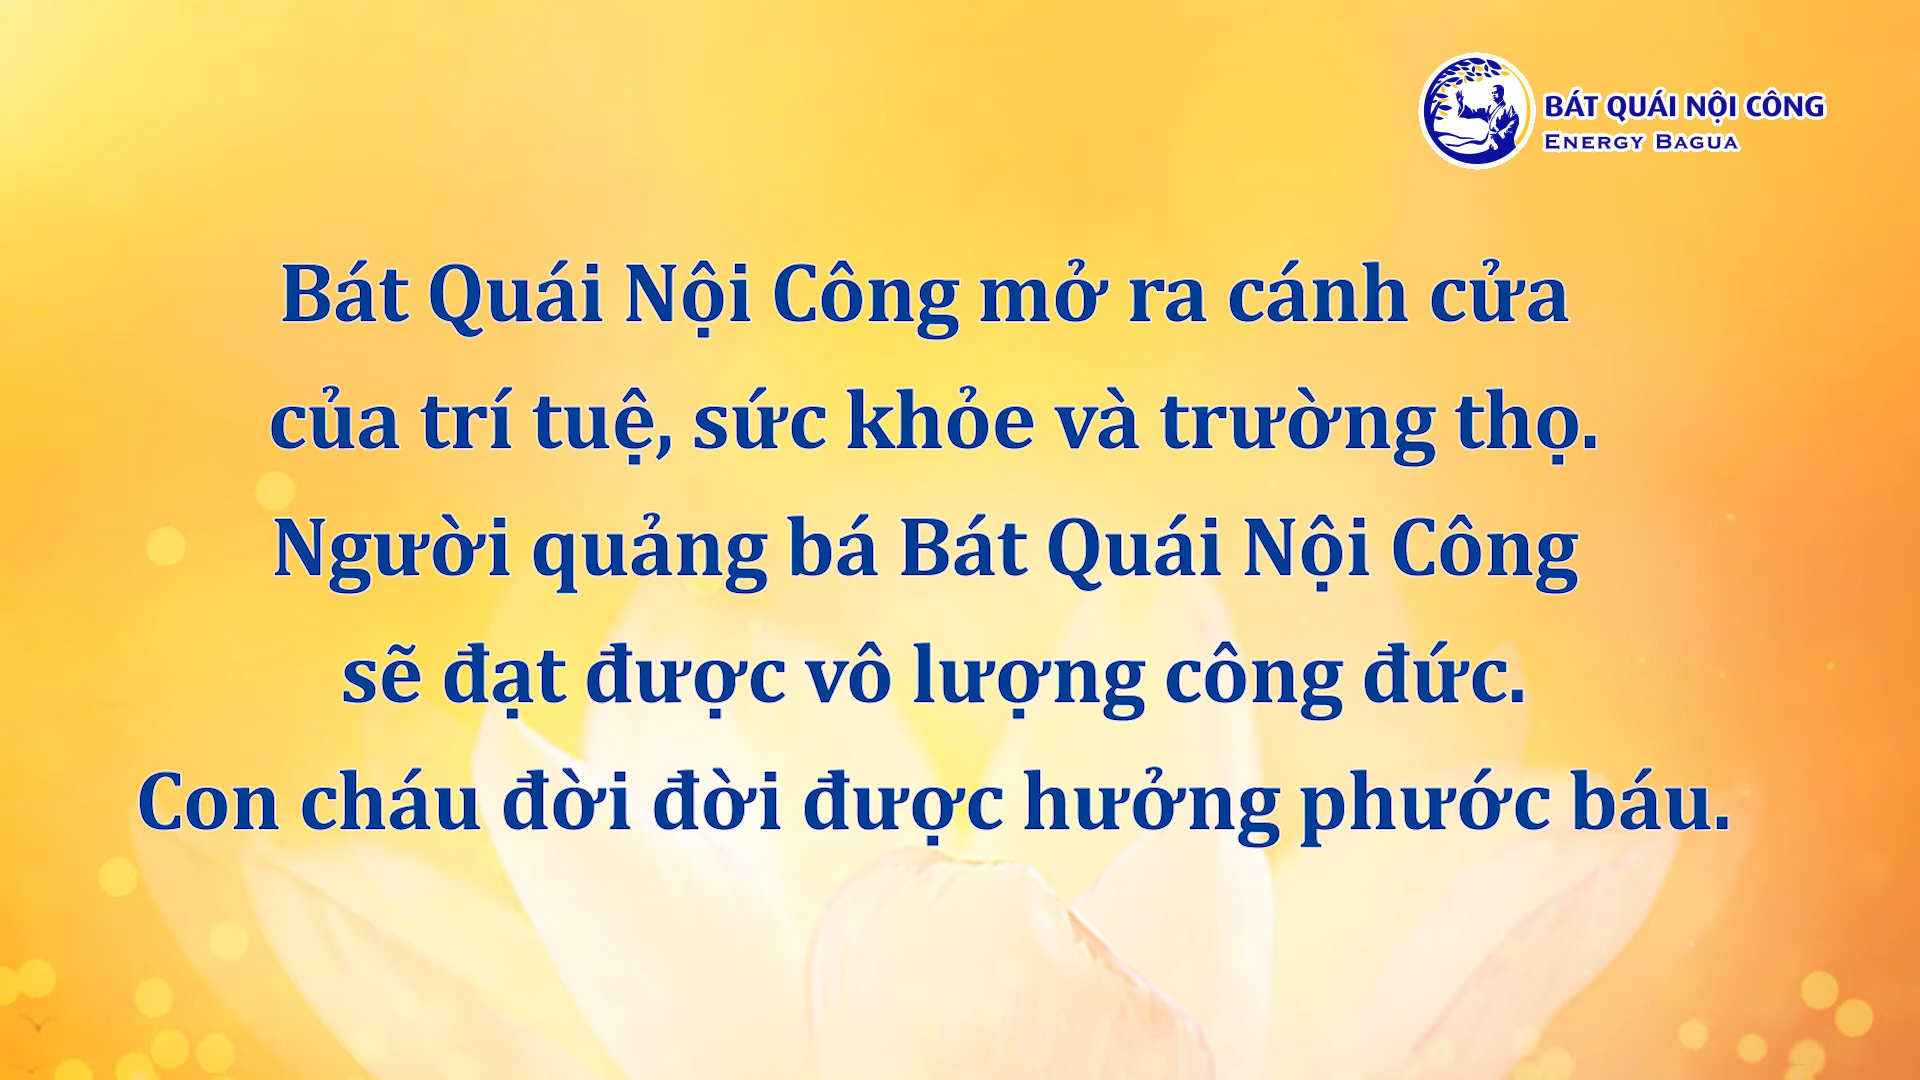 BÁT QUÁI NỘI CÔNG
ENERGY BAGUA
Bát Quái Nội Công mở ra cánh cửa
của trí tuệ, sức khỏe và trường thọ.
Người quảng bá Bát Quái Nội Công
sẽ đạt được vô lượng công đức.
Con cháu đời đời được hưởng phước báu.